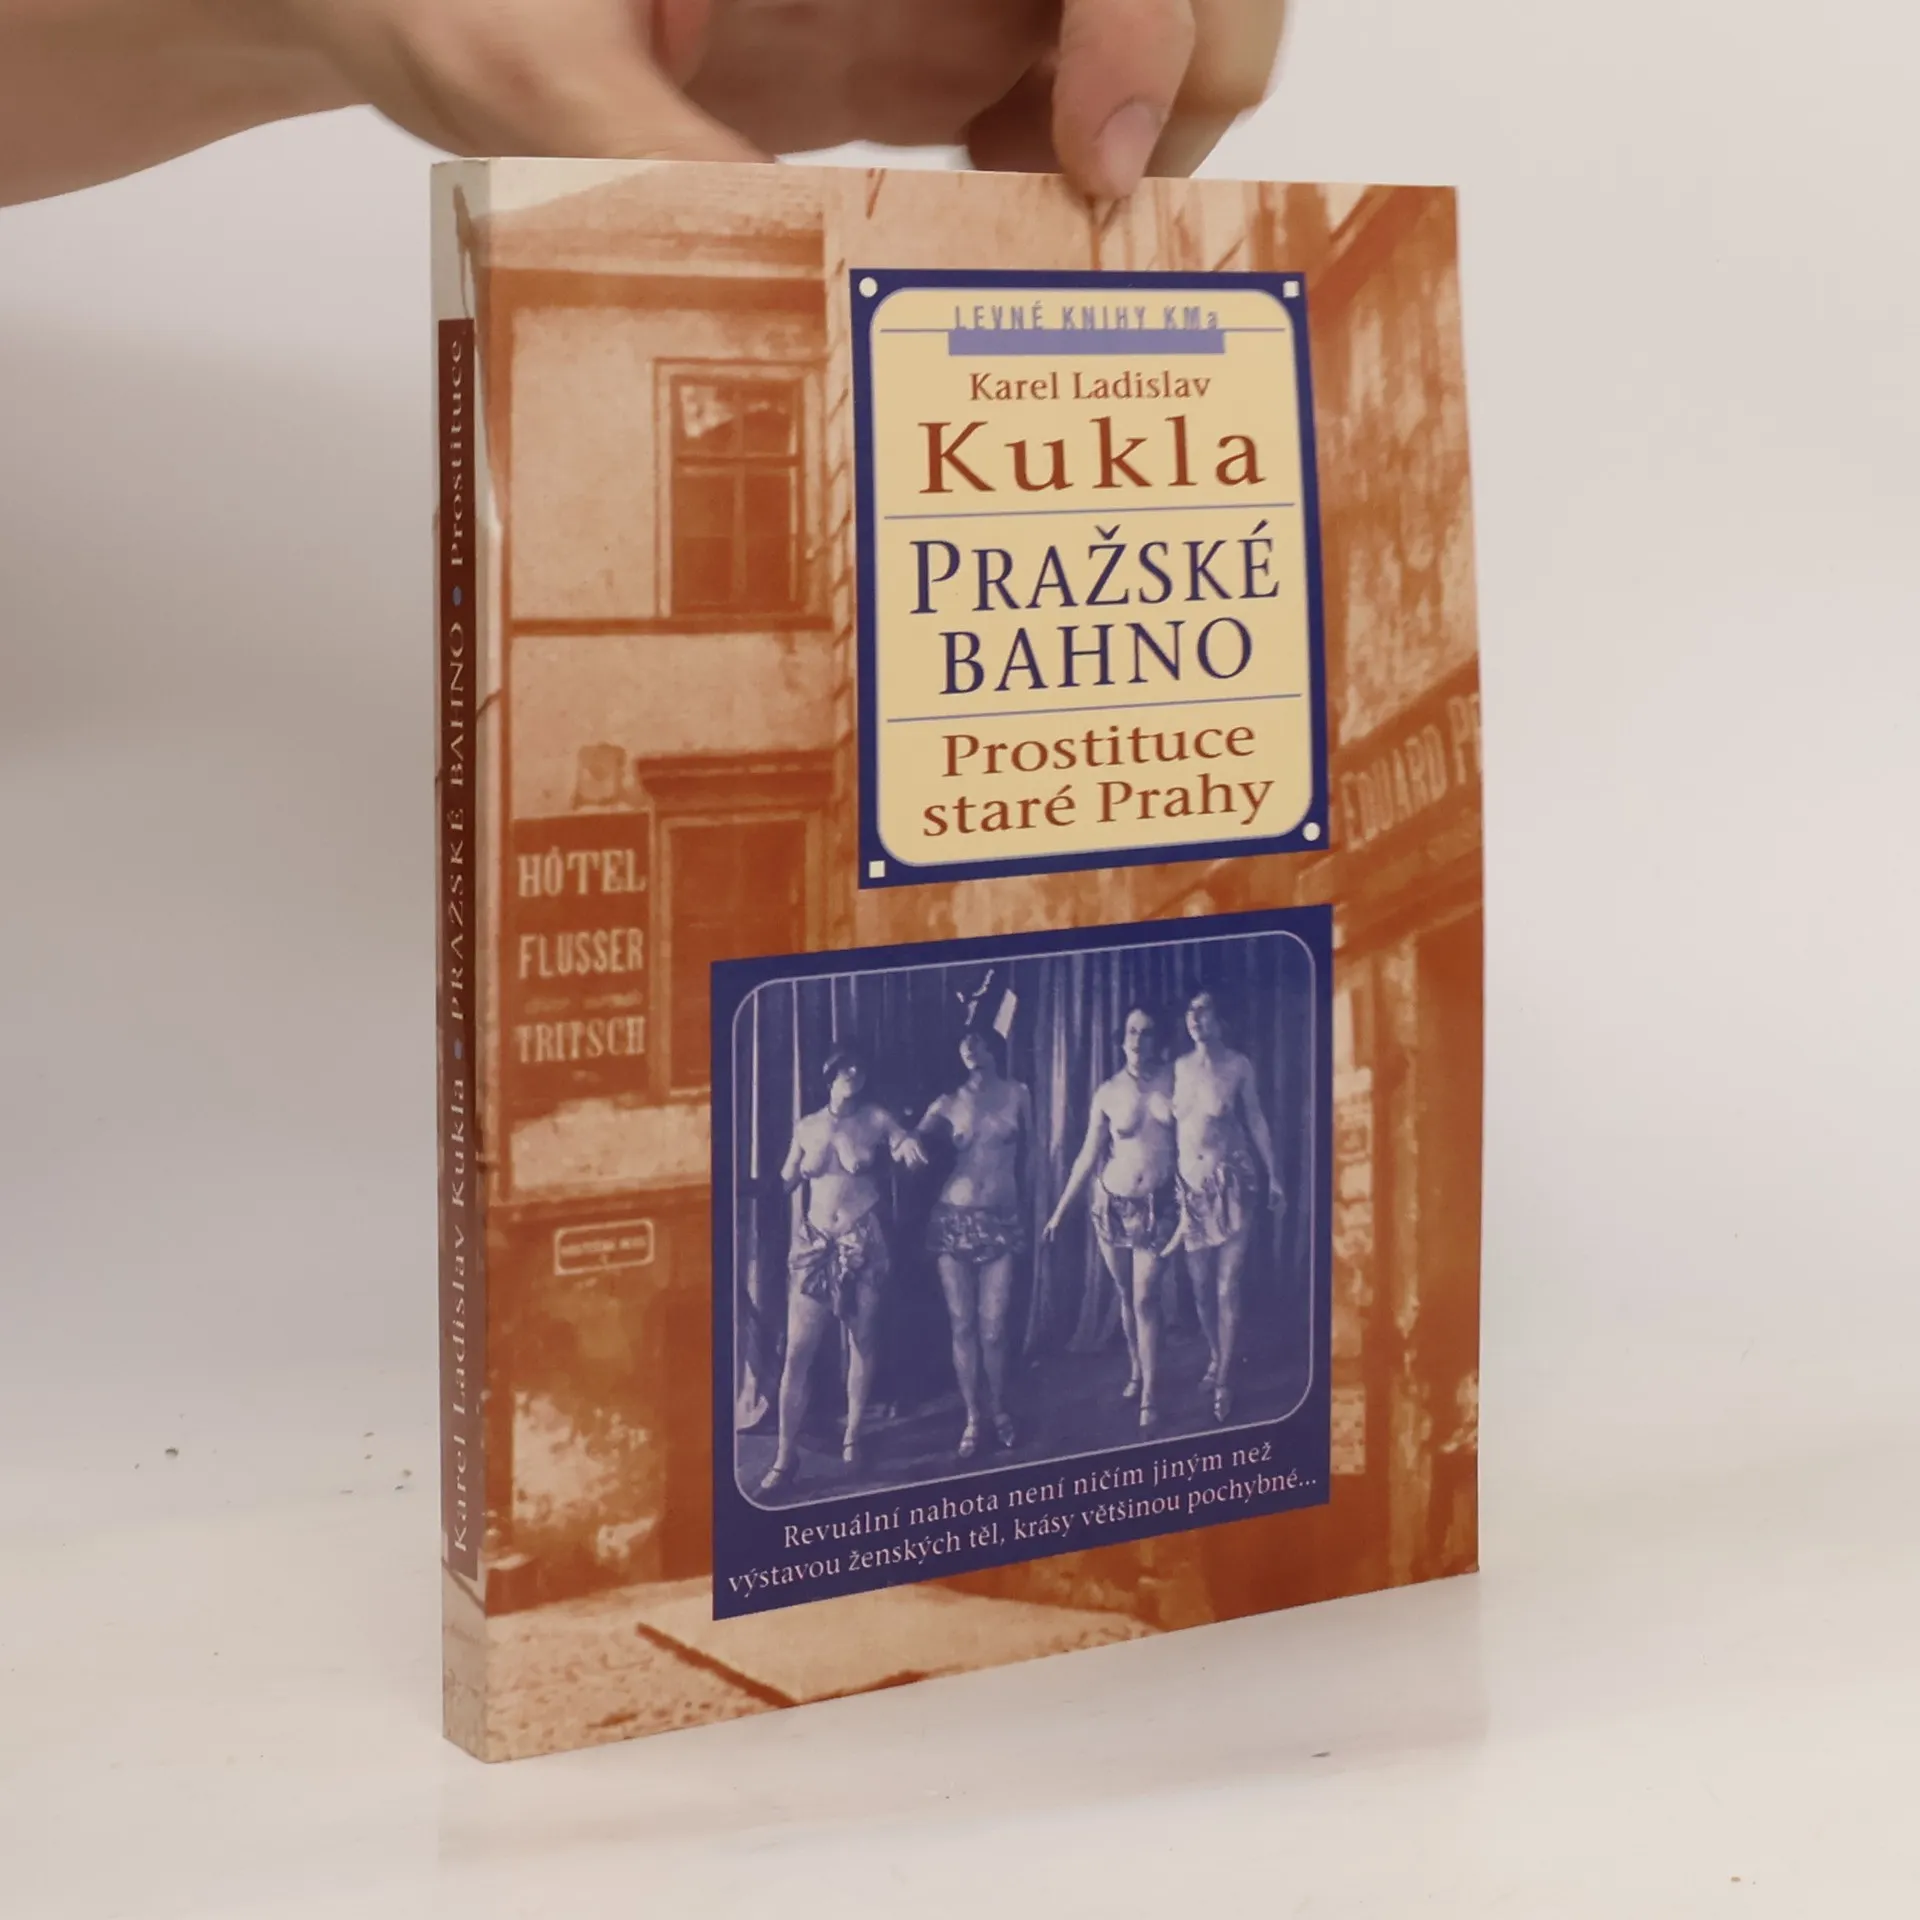 LEVNÉ KNIHY KMa
Karel Ladislav
Kukla
PRAŽSKÉ
BAHNO
Prostituce
staré Prahy
HÔTEL
FLUSSER
TRITSCH
EDUARD
Revuální nahota není ničím jiným než
výstavou ženských těl, krásy většinou pochybné...
Karel Ladislav Kukla • PRAŽSKÉ BAHNO • Prostituce